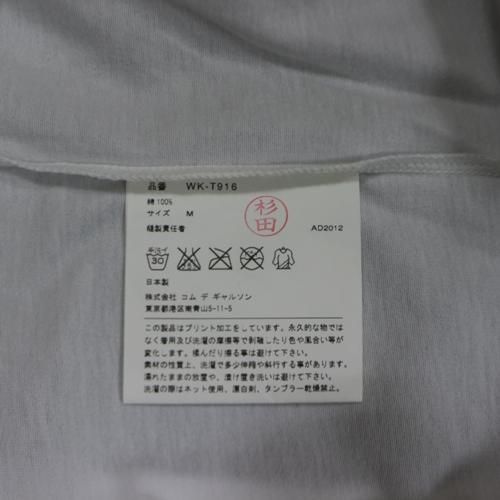 品番 WK-T916
綿 100%
サイズ M
縫製責任者 杉田 AD2012
手洗イ 30
日本製
株式会社 コム デ ギャルソン
東京都港区南青山5-11-5
この製品はプリント加工をしています。永久的な物では
なく着用及び洗濯の摩擦等で剥離したり色や風合い等が
変化します。揉んだり擦る事は避けて下さい。
素材の性質上、洗濯で多少伸縮や斜行する事があります。
濡れたままの放置や、漬け置き洗いは避けて下さい。
洗濯の際はネット使用、漂白剤、タンブラー乾燥禁止。